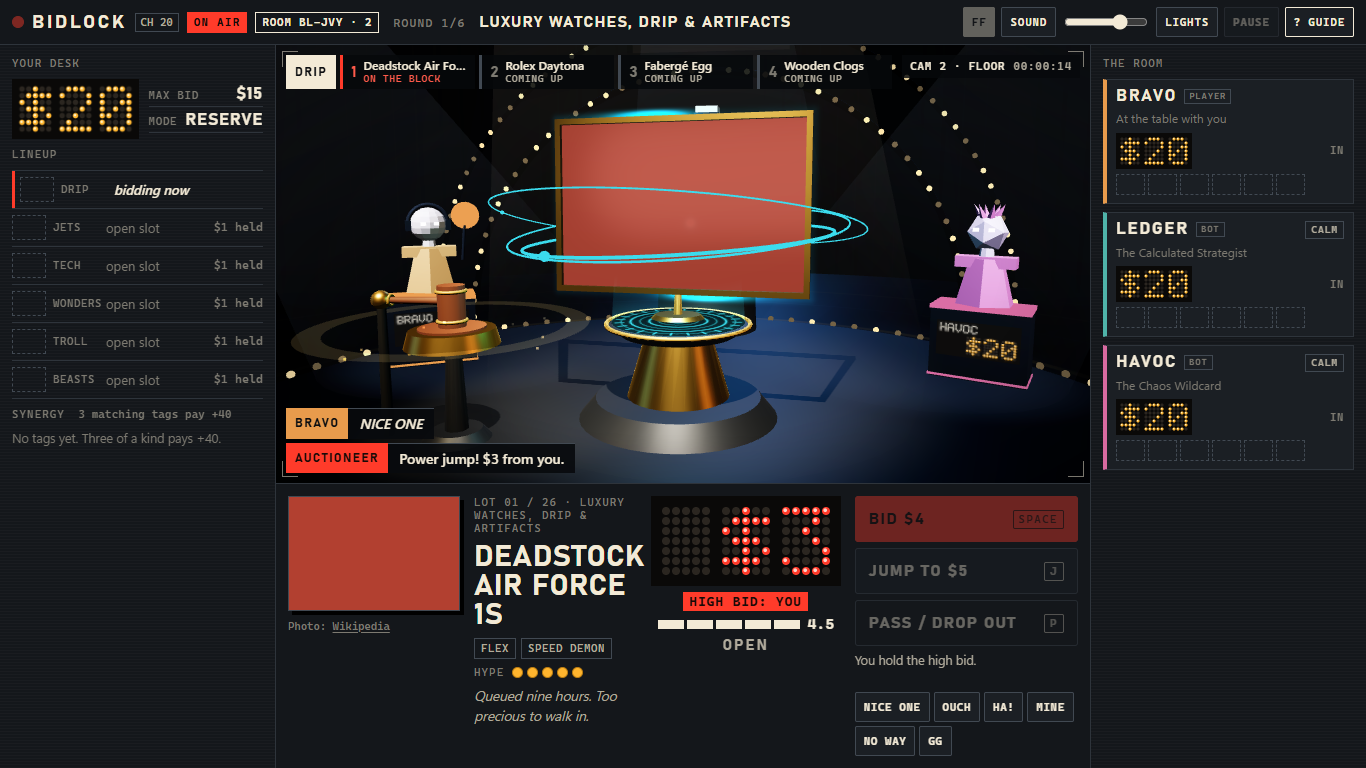 BIDLOCK CH 20 ON AIR ROOM BL-JVY · 2 ROUND 1/6 LUXURY WATCHES, DRIP & ARTIFACTS FF SOUND LIGHTS PAUSE ? GUIDE
YOUR DESK
$20
MAX BID $15
MODE RESERVE
LINEUP
DRIP bidding now
JETS open slot $1 held
TECH open slot $1 held
WONDERS open slot $1 held
TROLL open slot $1 held
BEASTS open slot $1 held
SYNERGY 3 matching tags pay +40
No tags yet. Three of a kind pays +40.
DRIP
1 Deadstock Air Fo...
ON THE BLOCK
2 Rolex Daytona
COMING UP
3 Fabergé Egg
COMING UP
4 Wooden Clogs
COMING UP
CAM 2 · FLOOR 00:00:14
BRAVO
HAVOC
$20
BRAVO NICE ONE
AUCTIONEER Power jump! $3 from you.
Photo: Wikipedia
LOT 01 / 26 · LUXURY
WATCHES, DRIP &
ARTIFACTS
DEADSTOCK
AIR FORCE
1S
FLEX SPEED DEMON
HYPE
Queued nine hours. Too
precious to walk in.
$3
HIGH BID: YOU
4.5
OPEN
BID $4 SPACE
JUMP TO $5 J
PASS / DROP OUT P
You hold the high bid.
NICE ONE OUCH HA! MINE
NO WAY GG
THE ROOM
BRAVO PLAYER
At the table with you
$20 IN
LEDGER BOT CALM
The Calculated Strategist
$20 IN
HAVOC BOT CALM
The Chaos Wildcard
$20 IN